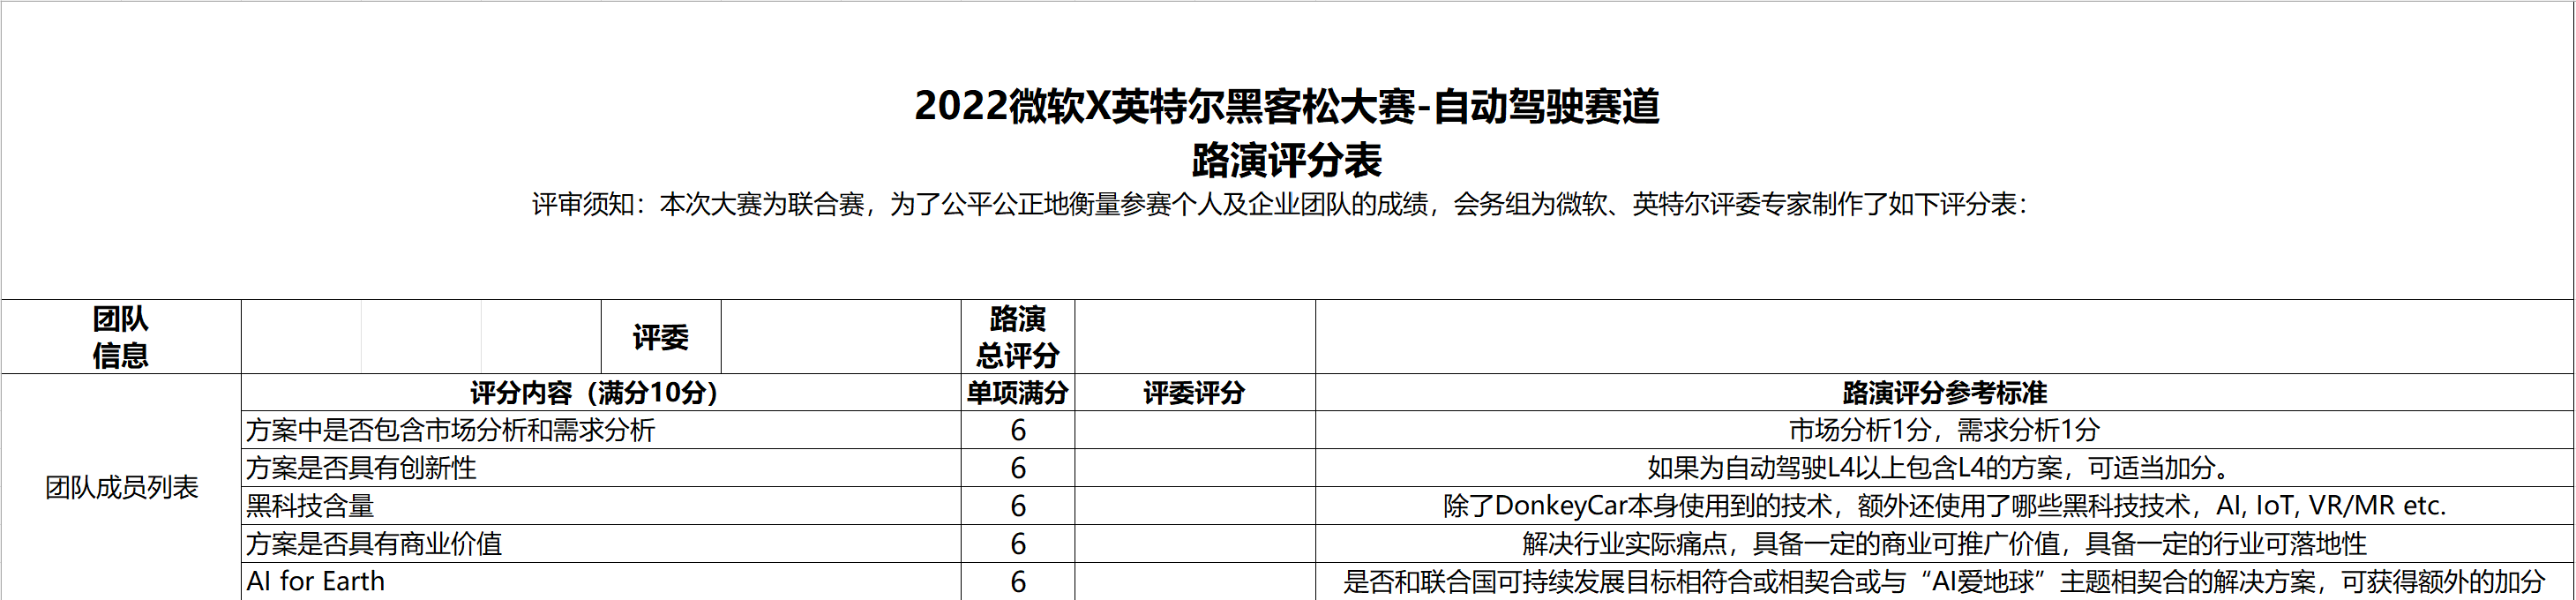 2022微软X英特尔黑客松大赛-自动驾驶赛道
路演评分表
评审须知：本次大赛为联合赛，为了公平公正地衡量参赛个人及企业团队的成绩，会务组为微软、英特尔评委专家制作了如下评分表：
团队
信息
评委
路演
总评分
评分内容（满分10分）
单项满分
评委评分
路演评分参考标准
团队成员列表
方案中是否包含市场分析和需求分析
6
市场分析1分，需求分析1分
方案是否具有创新性
6
如果为自动驾驶L4以上包含L4的方案，可适当加分。
黑科技含量
6
除了DonkeyCar本身使用到的技术，额外还使用了哪些黑科技技术，AI, IoT, VR/MR etc.
方案是否具有商业价值
6
解决行业实际痛点，具备一定的商业可推广价值，具备一定的行业可落地性
AI for Earth
6
是否和联合国可持续发展目标相符合或相契合或与“AI爱地球”主题相契合的解决方案，可获得额外的加分